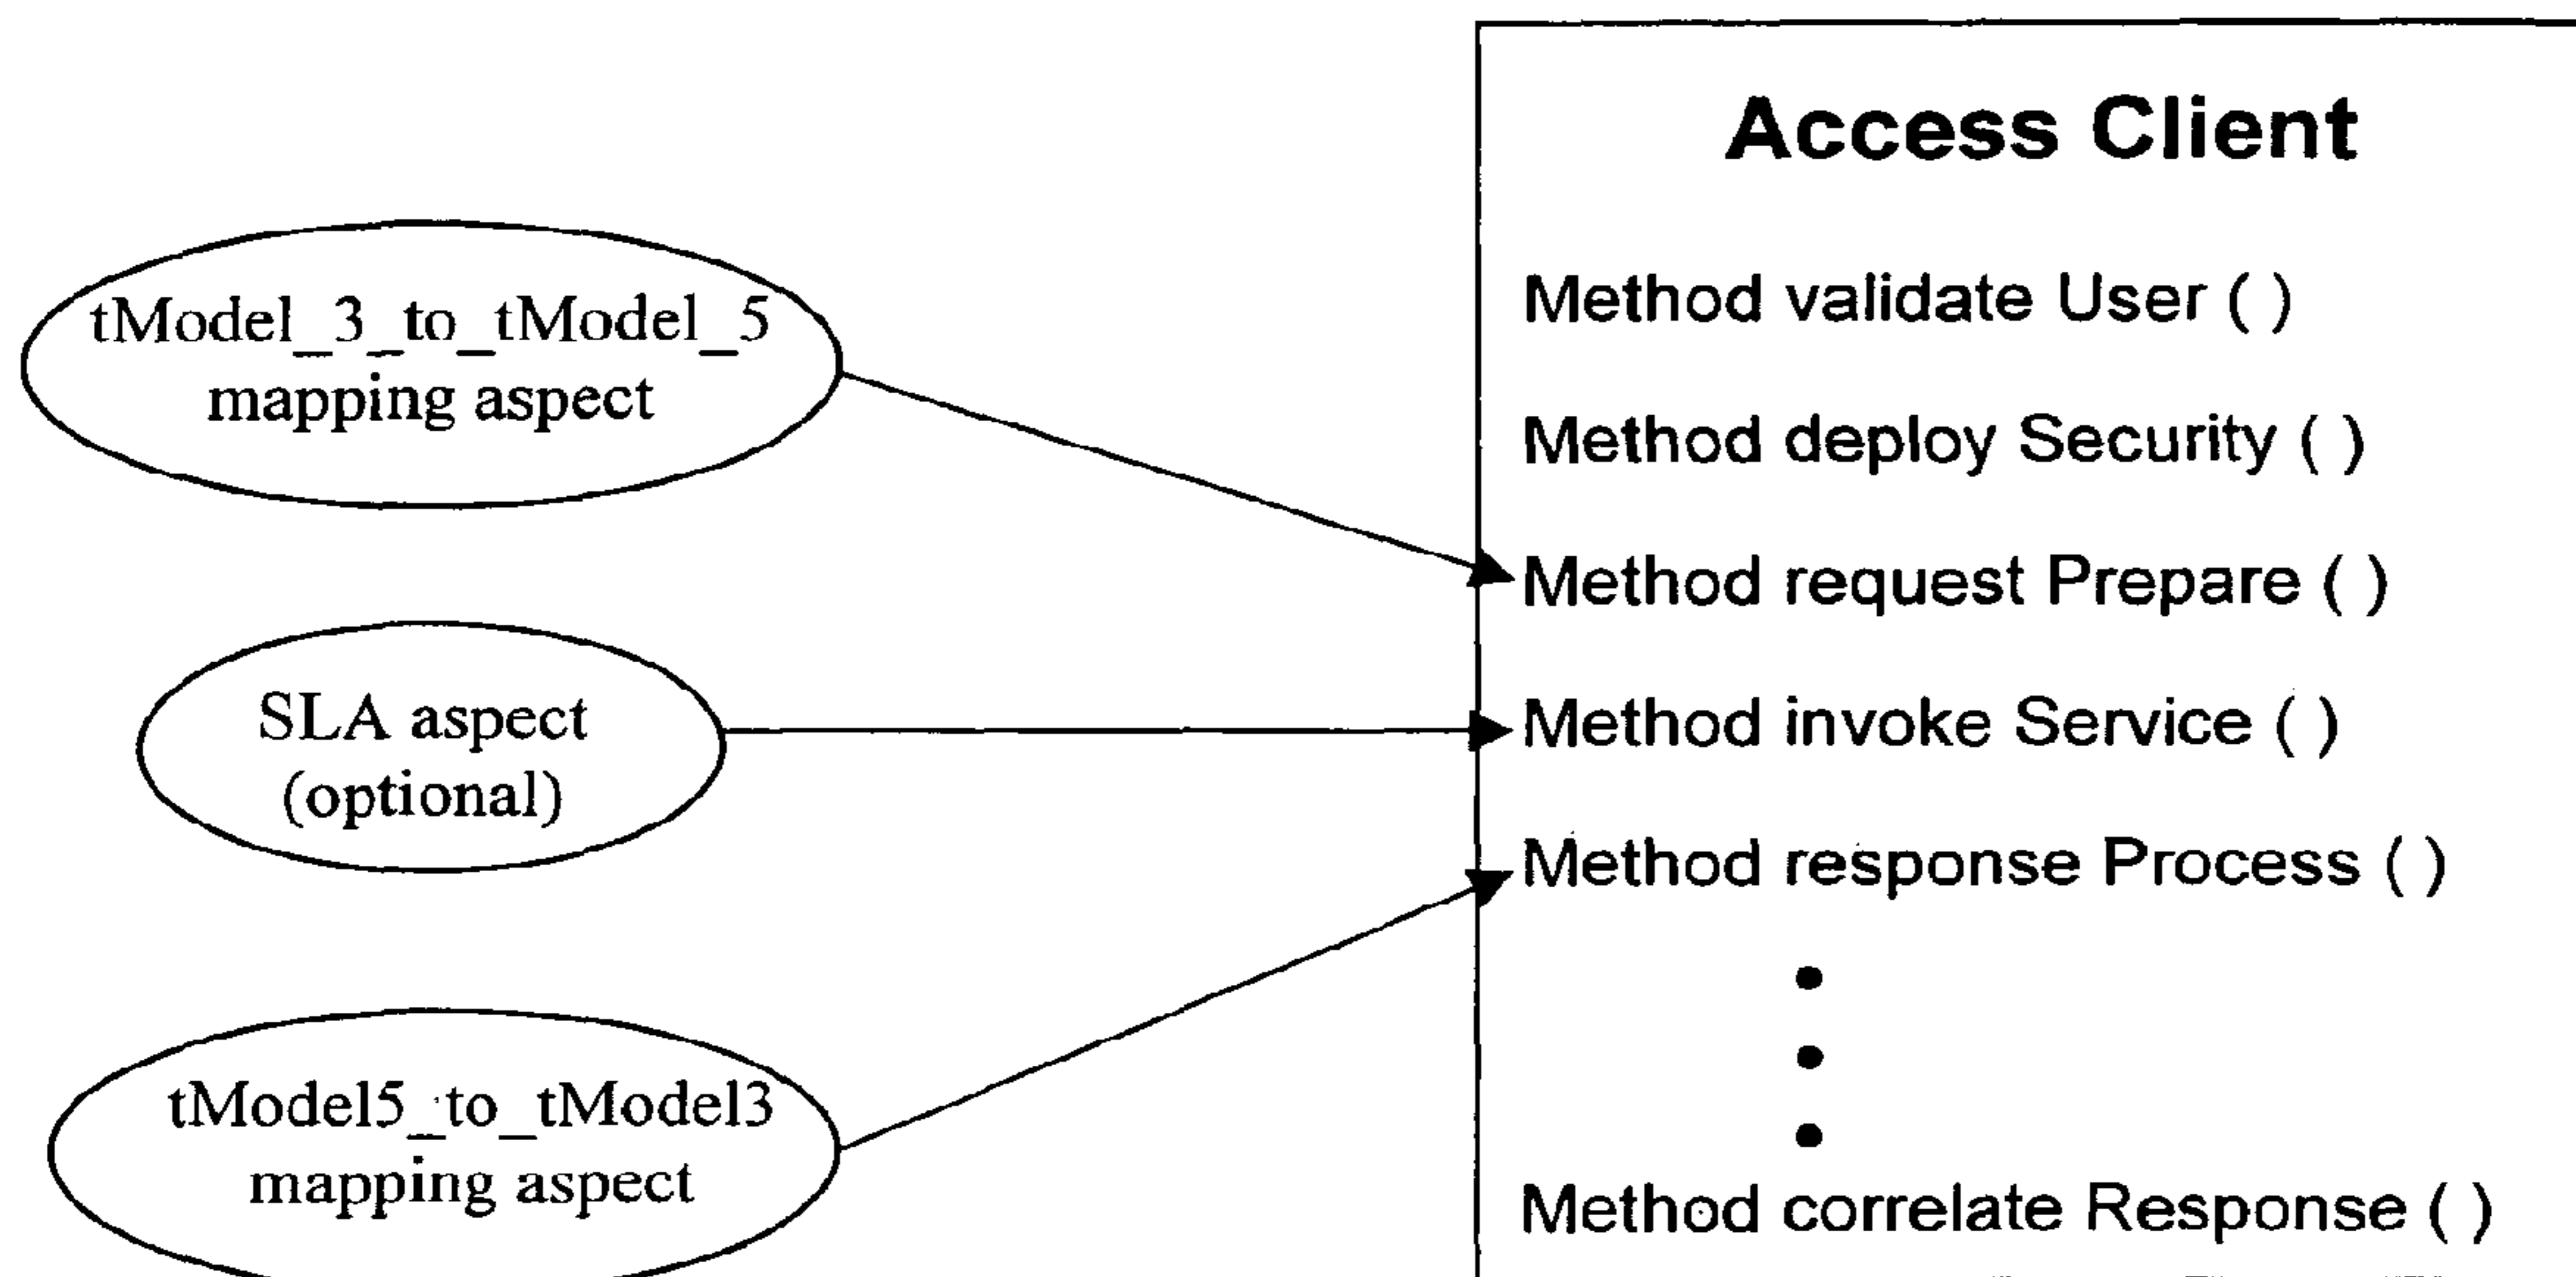 Access Client
tModel_3_to_tModel_5
mapping aspect
SLA aspect
(optional)
tModel5_to_tModel3
mapping aspect
Method validate User ( )
Method deploy Security ( )
Method request Prepare ( )
Method invoke Service ( )
Method response Process ( )
Method correlate Response ( )